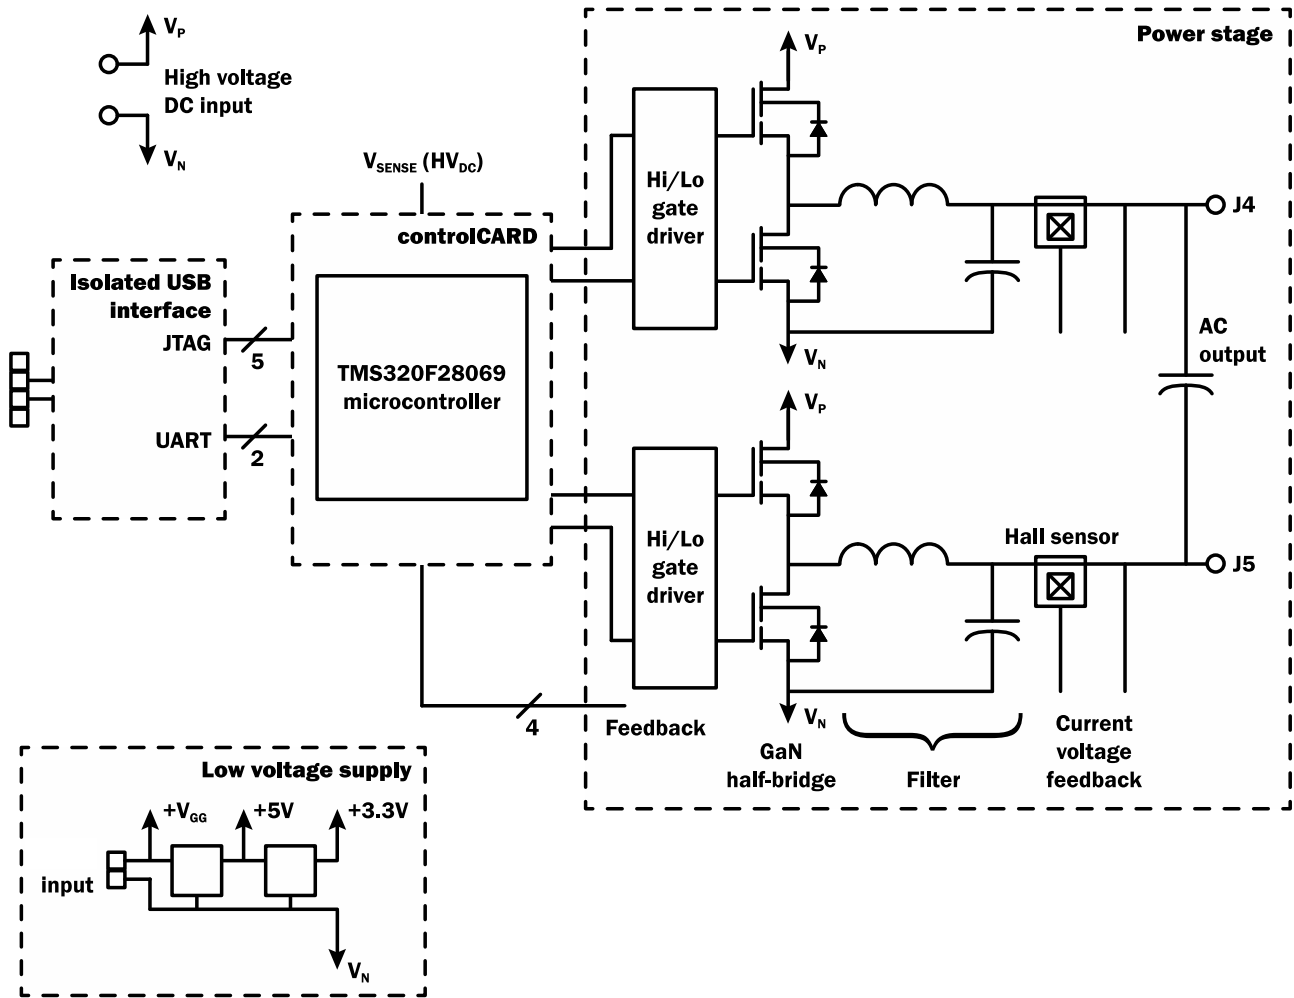 V_P
High voltage
DC input
V_N
V_SENSE (HV_DC)
controlCARD
TMS320F28069
microcontroller
Isolated USB
interface
JTAG
5
UART
2
Power stage
V_P
Hi/Lo
gate
driver
V_N
J4
AC
output
V_P
Hi/Lo
gate
driver
V_N
Hall sensor
J5
4
Feedback
GaN
half-bridge
Filter
Current
voltage
feedback
Low voltage supply
+V_GG
+5V
+3.3V
input
V_N